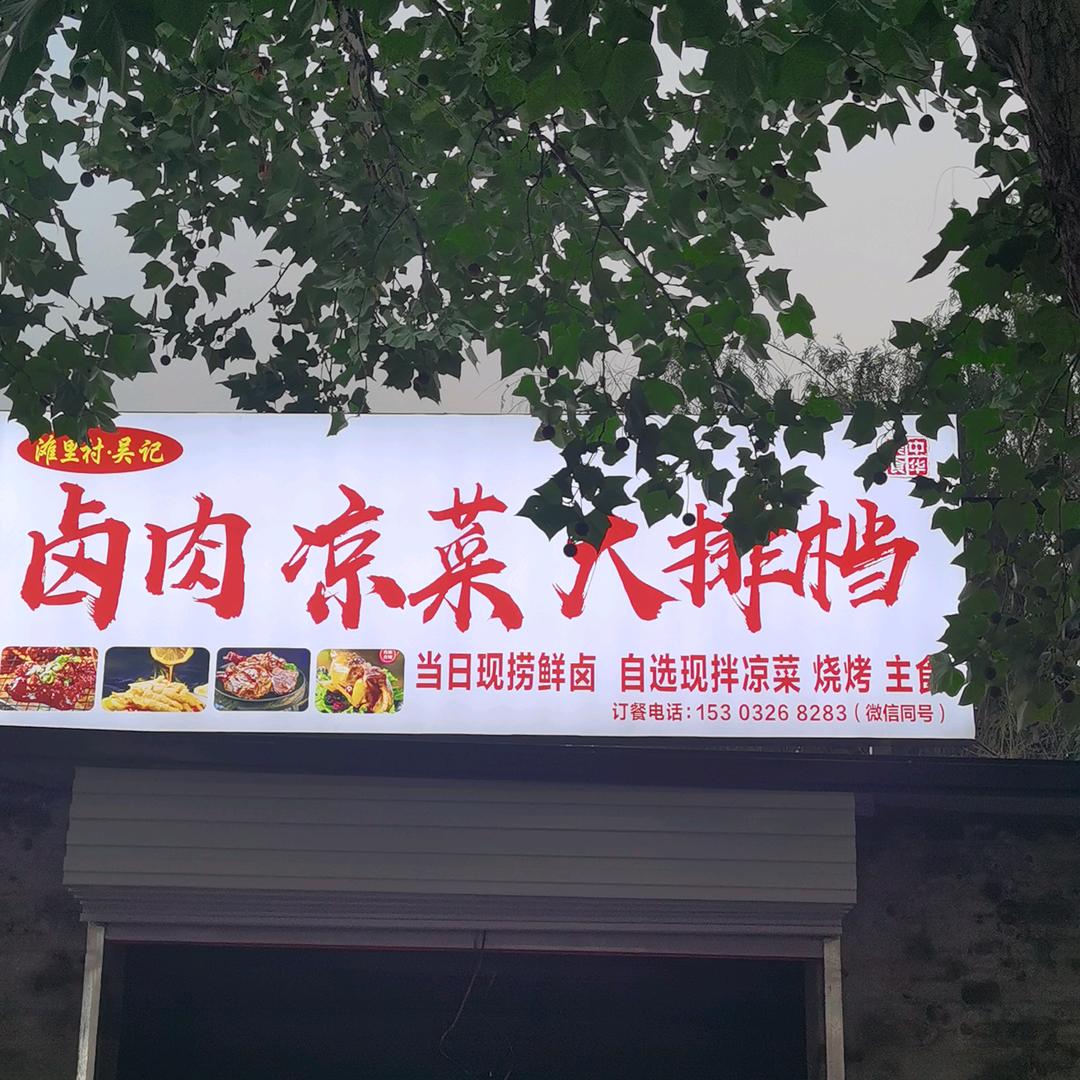 滩里村·吴记
中华
卤肉 凉菜 大排档
当日现捞鲜卤 自选现拌凉菜 烧烤 主食
订餐电话:153 0326 8283(微信同号)